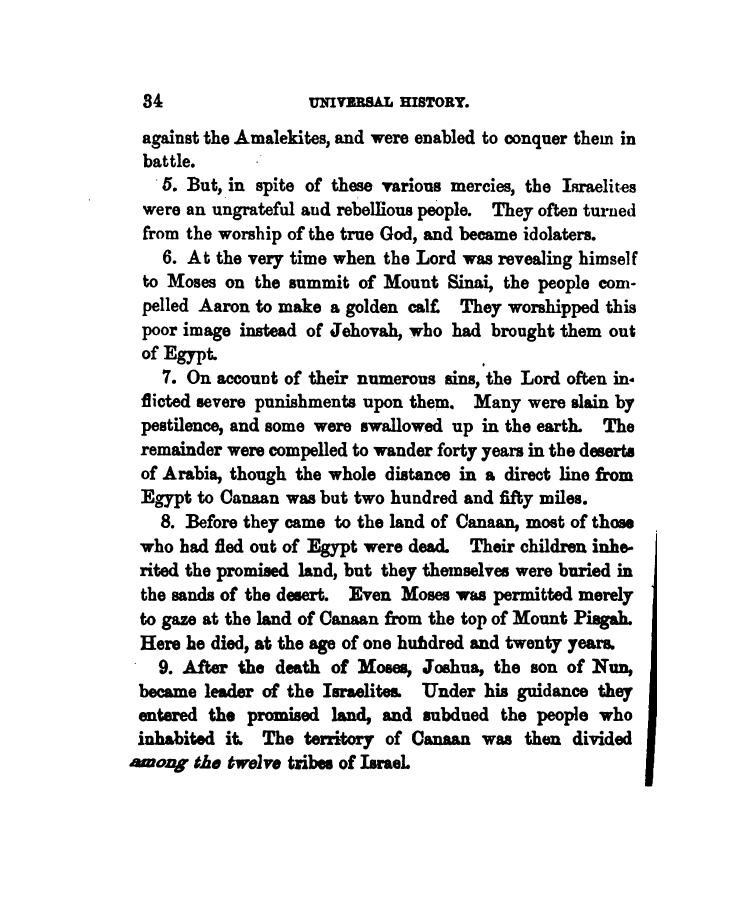 34 UNIVERSAL HISTORY.
against the Amalekites, and were enabled to conquer them in
battle.
5. But, in spite of these various mercies, the Israelites
were an ungrateful and rebellious people. They often turned
from the worship of the true God, and became idolaters.
6. At the very time when the Lord was revealing himself
to Moses on the summit of Mount Sinai, the people com-
pelled Aaron to make a golden calf. They worshipped this
poor image instead of Jehovah, who had brought them out
of Egypt.
7. On account of their numerous sins, the Lord often in-
flicted severe punishments upon them. Many were slain by
pestilence, and some were swallowed up in the earth. The
remainder were compelled to wander forty years in the deserts
of Arabia, though the whole distance in a direct line from
Egypt to Canaan was but two hundred and fifty miles.
8. Before they came to the land of Canaan, most of those
who had fled out of Egypt were dead. Their children inhe-
rited the promised land, but they themselves were buried in
the sands of the desert. Even Moses was permitted merely
to gaze at the land of Canaan from the top of Mount Pisgah.
Here he died, at the age of one hundred and twenty years.
9. After the death of Moses, Joshua, the son of Nun,
became leader of the Israelites. Under his guidance they
entered the promised land, and subdued the people who
inhabited it. The territory of Canaan was then divided
among the twelve tribes of Israel.